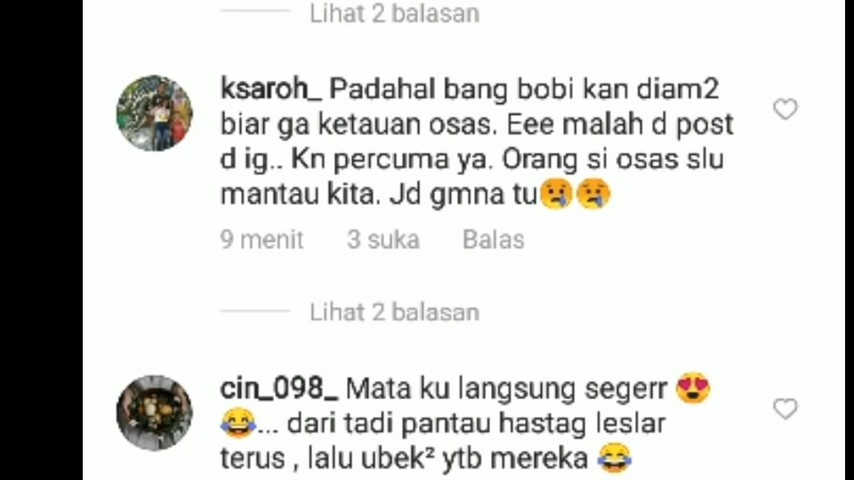 Lihat 2 balasan
ksaroh_ Padahal bang bobi kan diam2
biar ga ketauan osas. Eee malah d post
d ig.. Kn percuma ya. Orang si osas slu
mantau kita. Jd gmna tu😢😢
9 menit 3 suka Balas
Lihat 2 balasan
cin_098_ Mata ku langsung segerr 😍
😂... dari tadi pantau hastag leslar
terus , lalu ubek² ytb mereka 😂